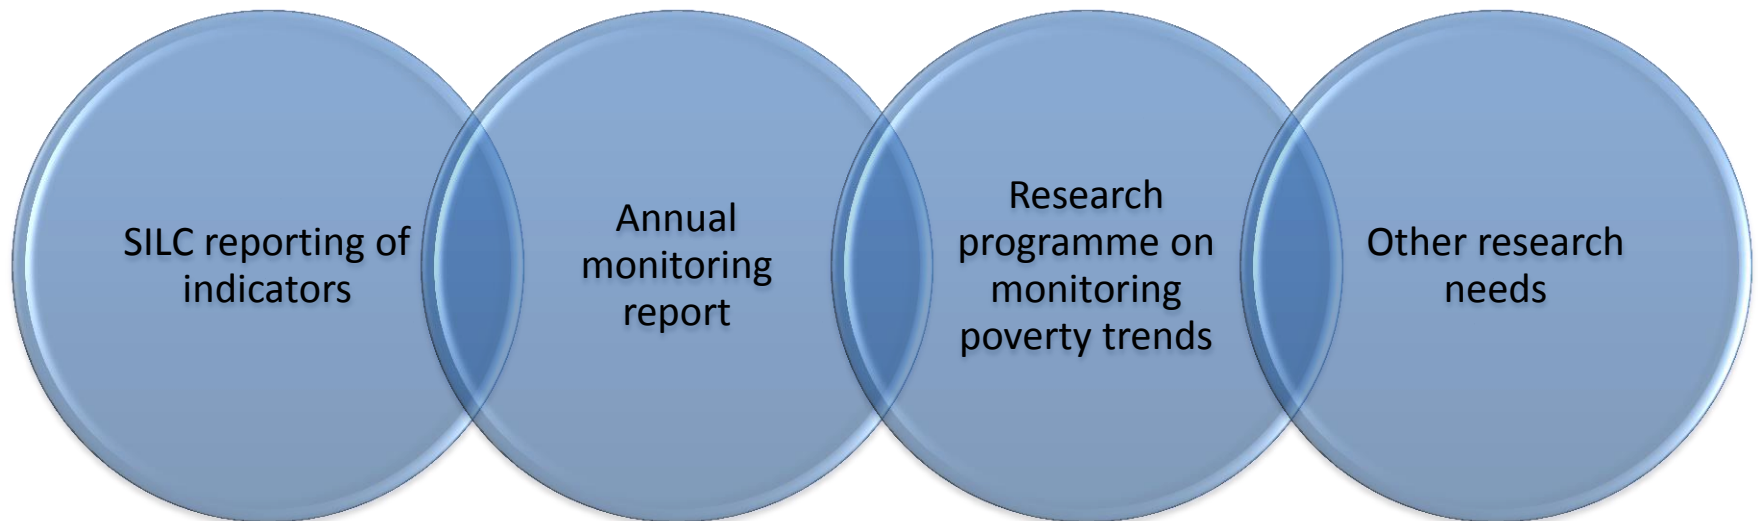 SILC reporting of
indicators
Annual
monitoring
report
Research
programme on
monitoring
poverty trends
Other research
needs